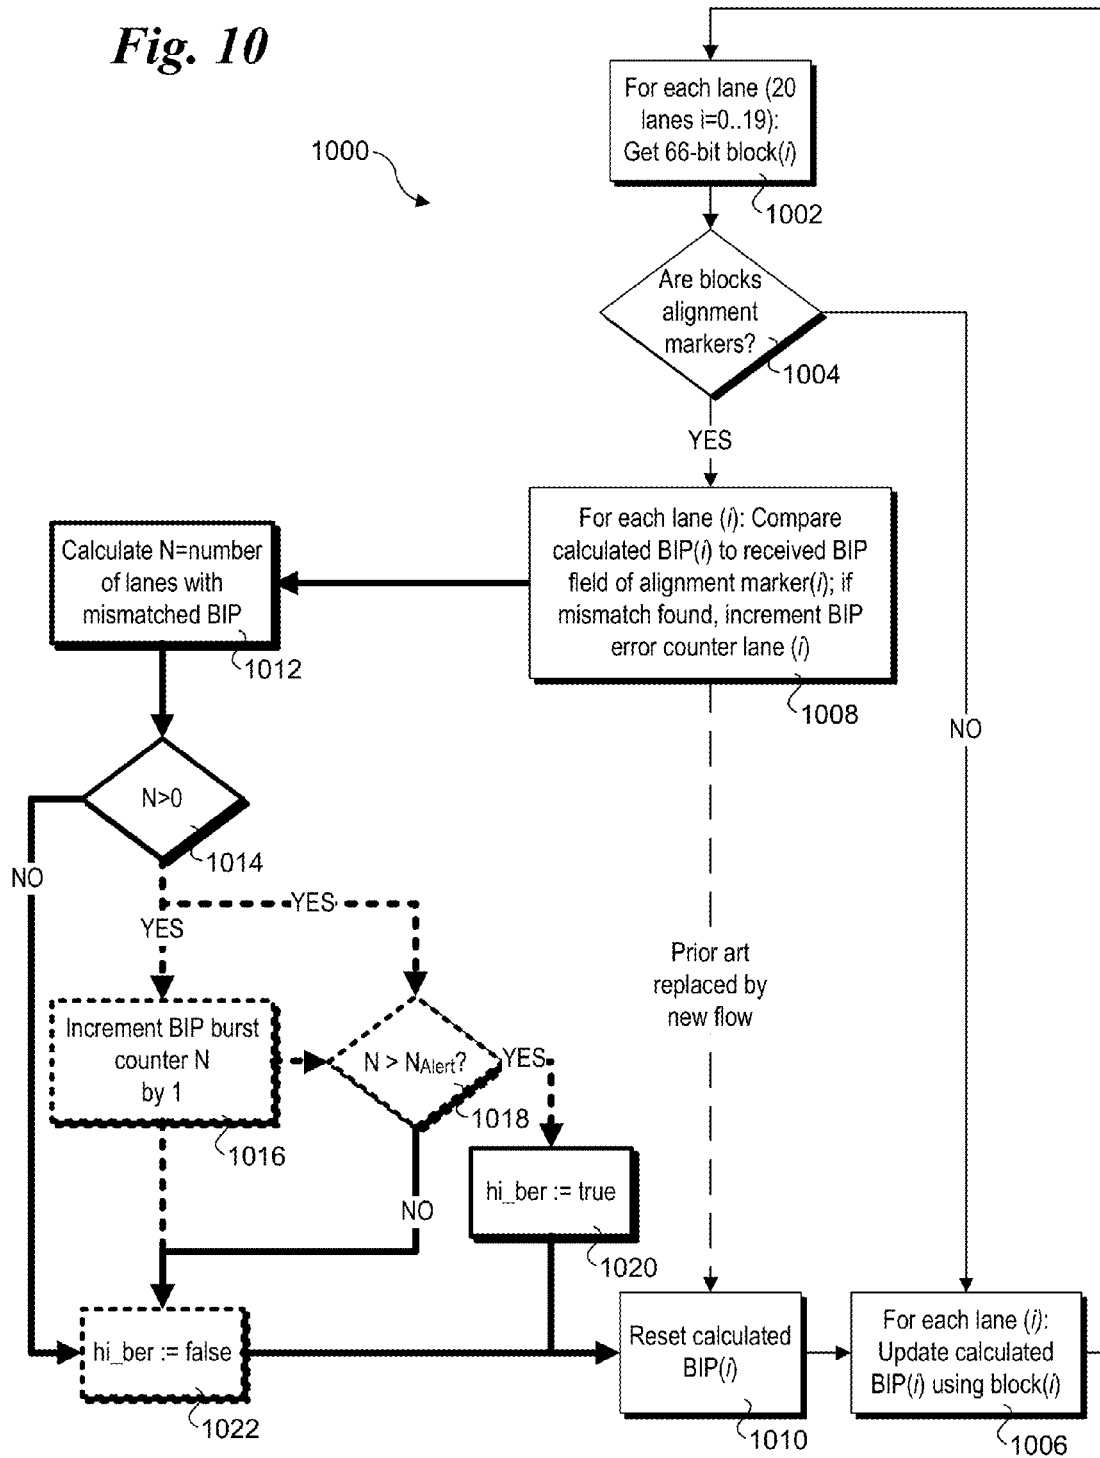 Fig. 10
For each lane (20
lanes i=0..19):
Get 66-bit block(i)
1000
1002
Are blocks
alignment
markers?
1004
YES
For each lane (i): Compare
calculated BIP(i) to received BIP
field of alignment marker(i); if
mismatch found, increment BIP
error counter lane (i)
1008
Calculate N=number
of lanes with
mismatched BIP
1012
NO
N>0
1014
NO
YES
YES
Prior art
replaced by
new flow
Increment BIP burst
counter N
by 1
1016
N > NAlert?
1018
YES
NO
hi_ber := true
1020
hi_ber := false
1022
Reset calculated
BIP(i)
1010
For each lane (i):
Update calculated
BIP(i) using block(i)
1006